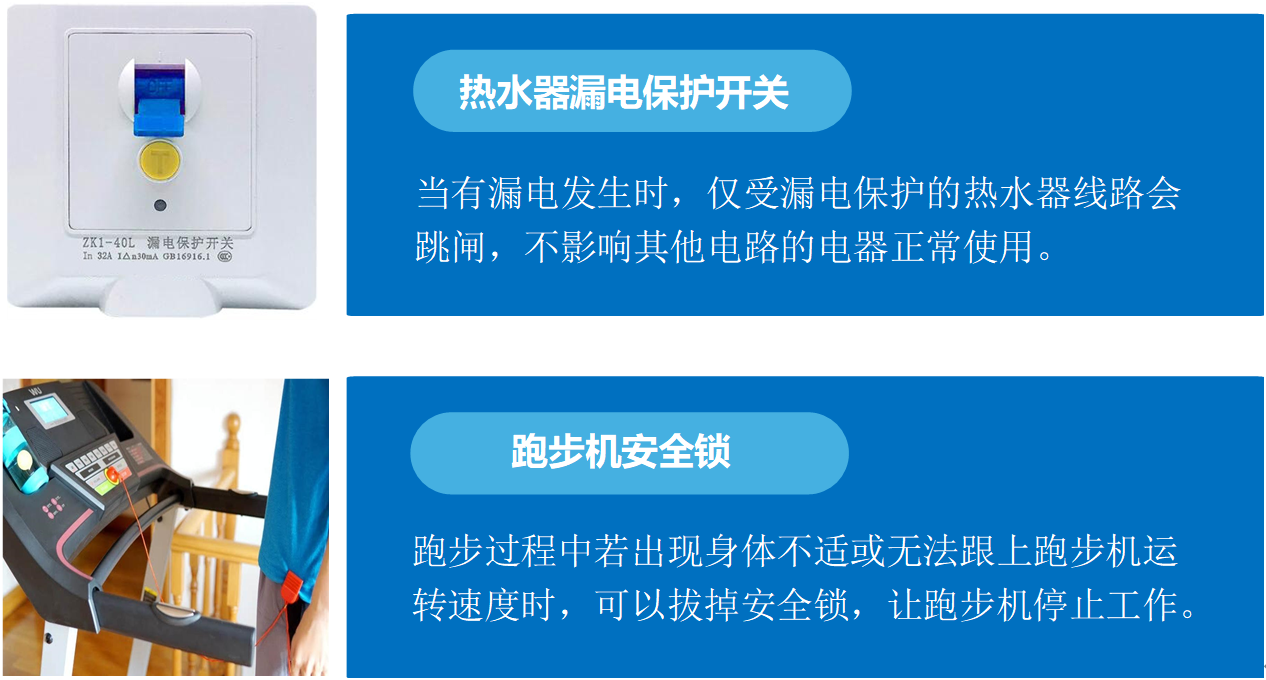 T
ZK1-40L 漏电保护开关
In 32A I△n30mA GB16916.1
热水器漏电保护开关
当有漏电发生时，仅受漏电保护的热水器线路会
跳闸，不影响其他电路的电器正常使用。
跑步机安全锁
跑步过程中若出现身体不适或无法跟上跑步机运
转速度时，可以拔掉安全锁，让跑步机停止工作。